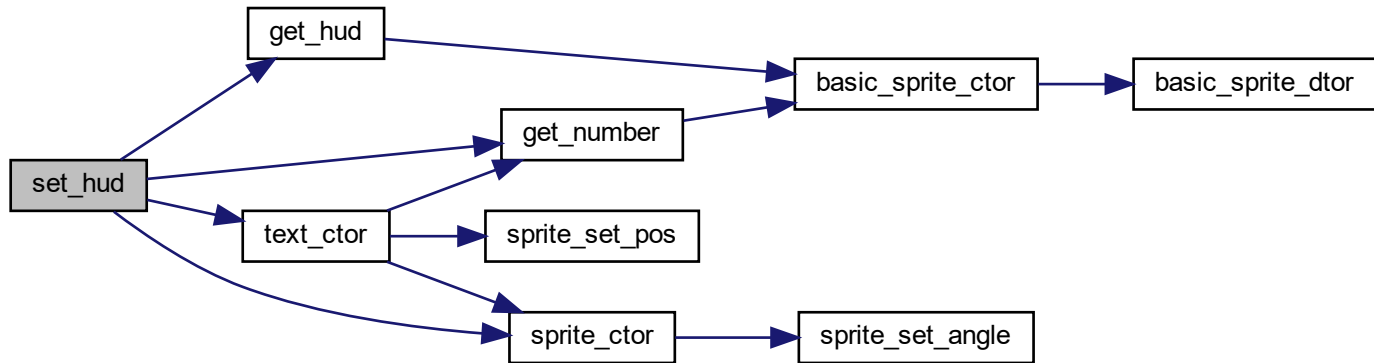 get_hud
basic_sprite_ctor
basic_sprite_dtor
get_number
set_hud
text_ctor
sprite_set_pos
sprite_ctor
sprite_set_angle